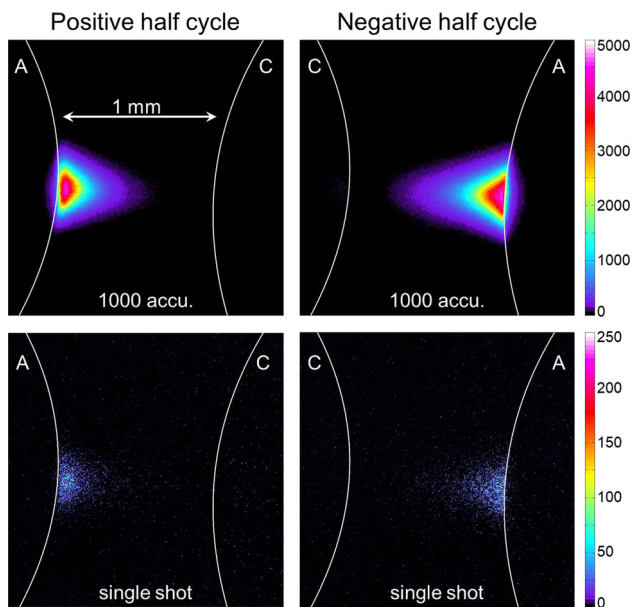 Positive half cycle
Negative half cycle
A
C
C
A
1 mm
1000 accu.
1000 accu.
5000
4000
3000
2000
1000
0
A
C
C
A
single shot
single shot
250
200
150
100
50
0